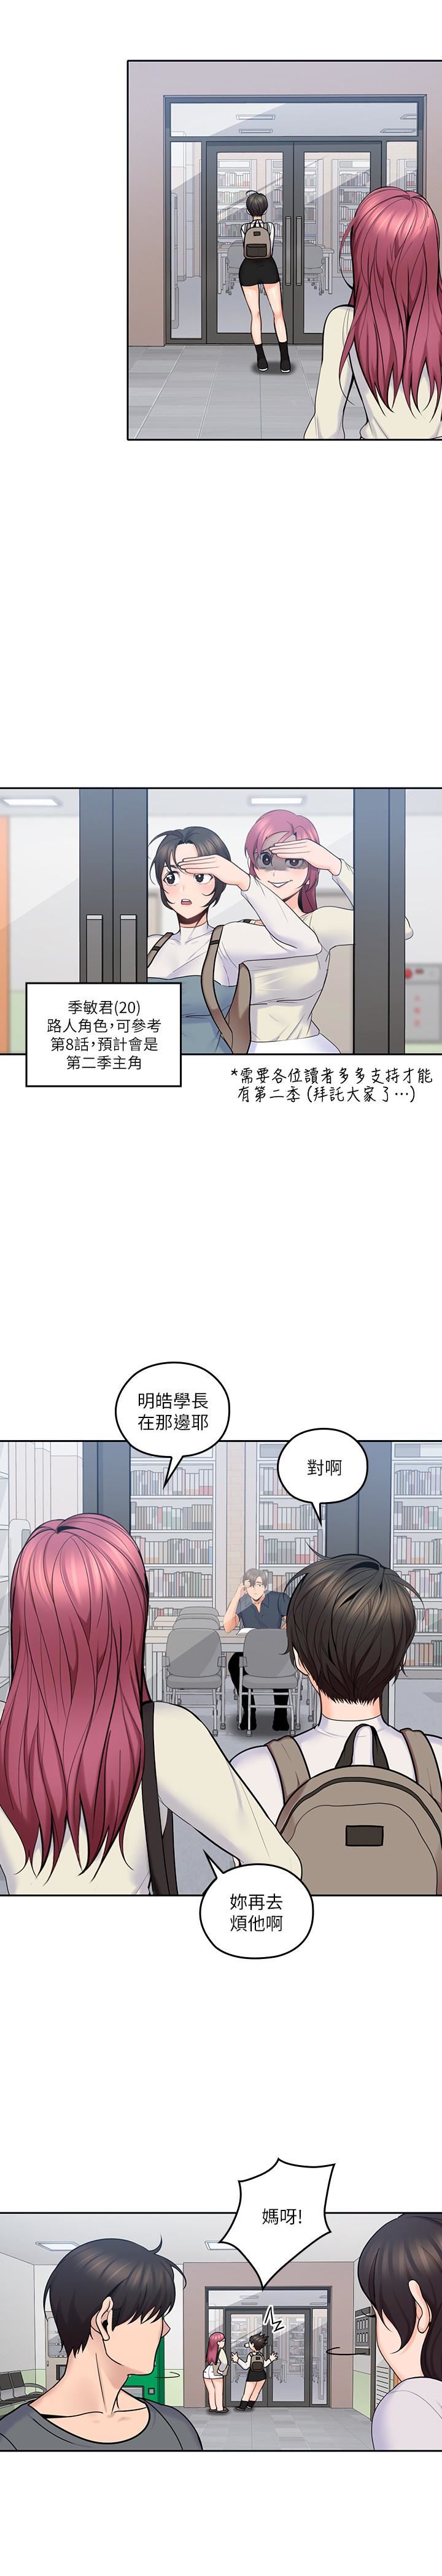 季敏君(20)
路人角色，可參考
第8話，預計會是
第二季主角
*需要各位讀者多多支持才能
有第二季（拜託大家了…）
明皓學長
在那邊耶
對啊
妳再去
煩他啊
媽呀!